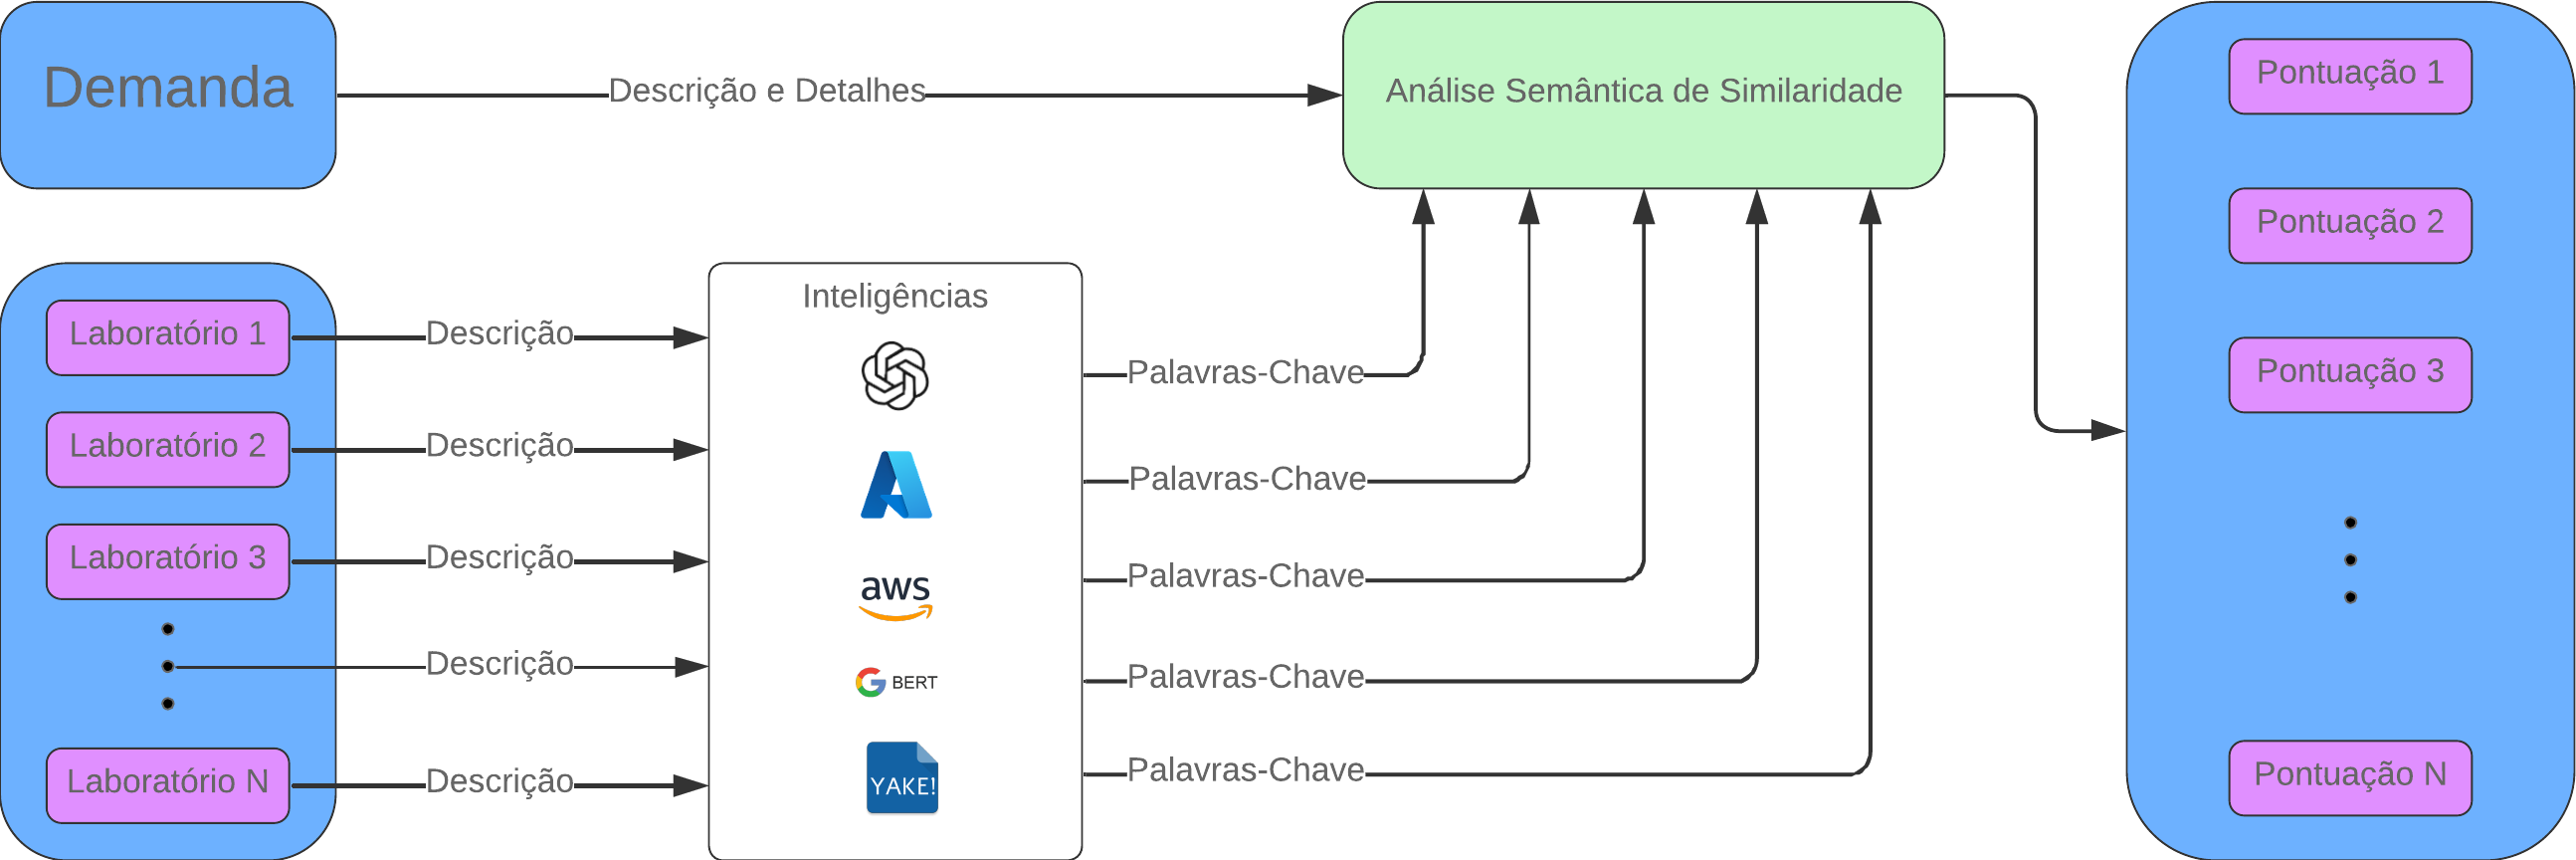 Demanda
Descrição e Detalhes
Análise Semântica de Similaridade
Laboratório 1
Laboratório 2
Laboratório 3
Laboratório N
Descrição
Descrição
Descrição
Descrição
Descrição
Inteligências
aws
G BERT
YAKE!
Palavras-Chave
Palavras-Chave
Palavras-Chave
Palavras-Chave
Palavras-Chave
Pontuação 1
Pontuação 2
Pontuação 3
Pontuação N